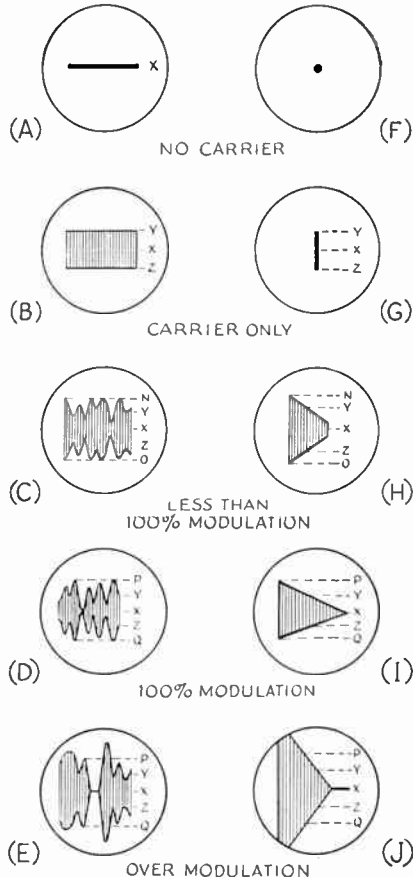 X
(A) (F)
NO CARRIER
Y Y
X X
Z Z
(B) (G)
CARRIER ONLY
N N
Y Y
X X
Z Z
O O
(C) (H)
LESS THAN
100% MODULATION
P P
Y Y
X X
Z Z
Q Q
(D) (I)
100% MODULATION
P P
Y Y
X X
Z Z
Q Q
(E) (J)
OVER MODULATION